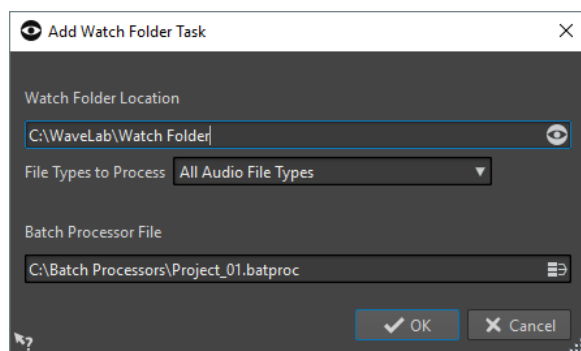 Add Watch Folder Task
Watch Folder Location
C:\WaveLab\Watch Folder
File Types to Process All Audio File Types
Batch Processor File
C:\Batch Processors\Project_01.batproc
OK Cancel
?